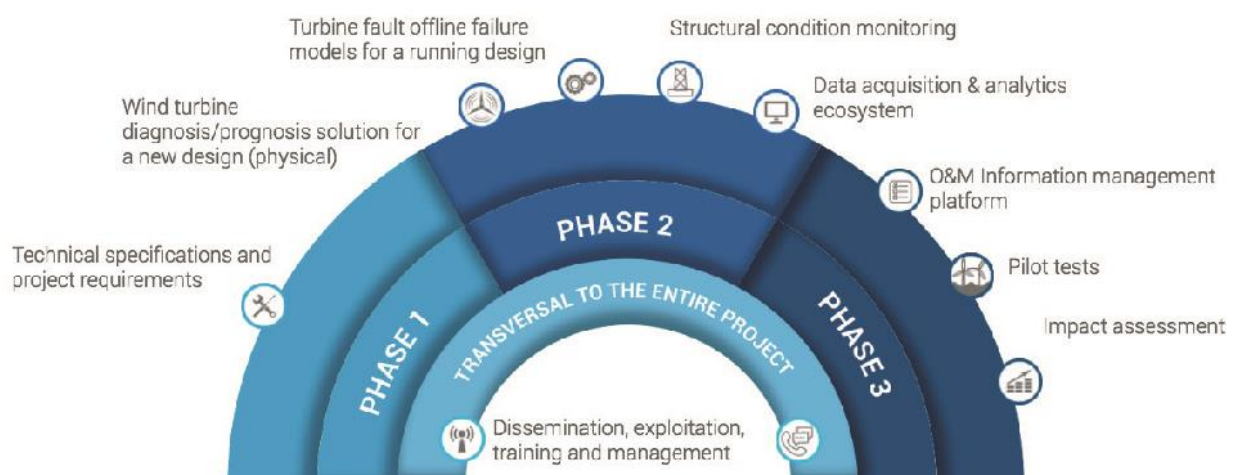 Turbine fault offline failure
models for a running design
Structural condition monitoring
Wind turbine
diagnosis/prognosis solution for
a new design (physical)
Data acquisition & analytics
ecosystem
O&M Information management
platform
Technical specifications and
project requirements
Pilot tests
Impact assessment
PHASE 1
PHASE 2
PHASE 3
TRANSVERSAL TO THE ENTIRE PROJECT
Dissemination, exploitation,
training and management